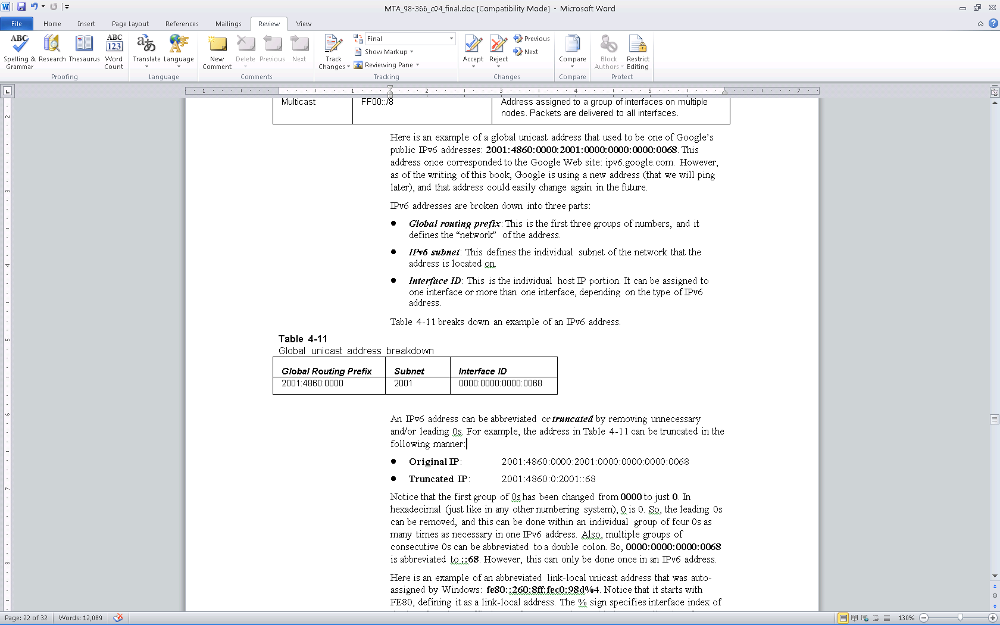 MTA_98-366_c04_final.doc [Compatibility Mode] - Microsoft Word
File Home Insert Page Layout References Mailings Review View
Spelling & Grammar Research Thesaurus Word Count Translate Language New Comment Delete Previous Next Track Changes Final Show Markup Reviewing Pane Accept Reject Previous Next Compare Block Authors Restrict Editing
Proofing Language Comments Tracking Changes Compare Protect
1 1 2 3 4 5 7
Multicast FF00::/8 Address assigned to a group of interfaces on multiple
nodes. Packets are delivered to all interfaces.
Here is an example of a global unicast address that used to be one of Google’s
public IPv6 addresses: 2001:4860:0000:2001:0000:0000:0000:0068. This
address once corresponded to the Google Web site: ipv6.google.com. However,
as of the writing of this book, Google is using a new address (that we will ping
later), and that address could easily change again in the future.
IPv6 addresses are broken down into three parts:
● Global routing prefix: This is the first three groups of numbers, and it
defines the “network” of the address.
● IPv6 subnet: This defines the individual subnet of the network that the
address is located on.
● Interface ID: This is the individual host IP portion. It can be assigned to
one interface or more than one interface, depending on the type of IPv6
address.
Table 4-11 breaks down an example of an IPv6 address.
Table 4-11
Global unicast address breakdown
Global Routing Prefix Subnet Interface ID
2001:4860:0000 2001 0000:0000:0000:0068
An IPv6 address can be abbreviated or truncated by removing unnecessary
and/or leading 0s. For example, the address in Table 4-11 can be truncated in the
following manner:
● Original IP: 2001:4860:0000:2001:0000:0000:0000:0068
● Truncated IP: 2001:4860:0:2001::68
Notice that the first group of 0s has been changed from 0000 to just 0. In
hexadecimal (just like in any other numbering system), 0 is 0. So, the leading 0s
can be removed, and this can be done within an individual group of four 0s as
many times as necessary in one IPv6 address. Also, multiple groups of
consecutive 0s can be abbreviated to a double colon. So, 0000:0000:0000:0068
is abbreviated to ::68. However, this can only be done once in an IPv6 address.
Here is an example of an abbreviated link-local unicast address that was auto-
assigned by Windows: fe80::260:8ff:fec0:98d%4. Notice that it starts with
FE80, defining it as a link-local address. The % sign specifies interface index of
Page: 22 of 32 Words: 12,089 130%